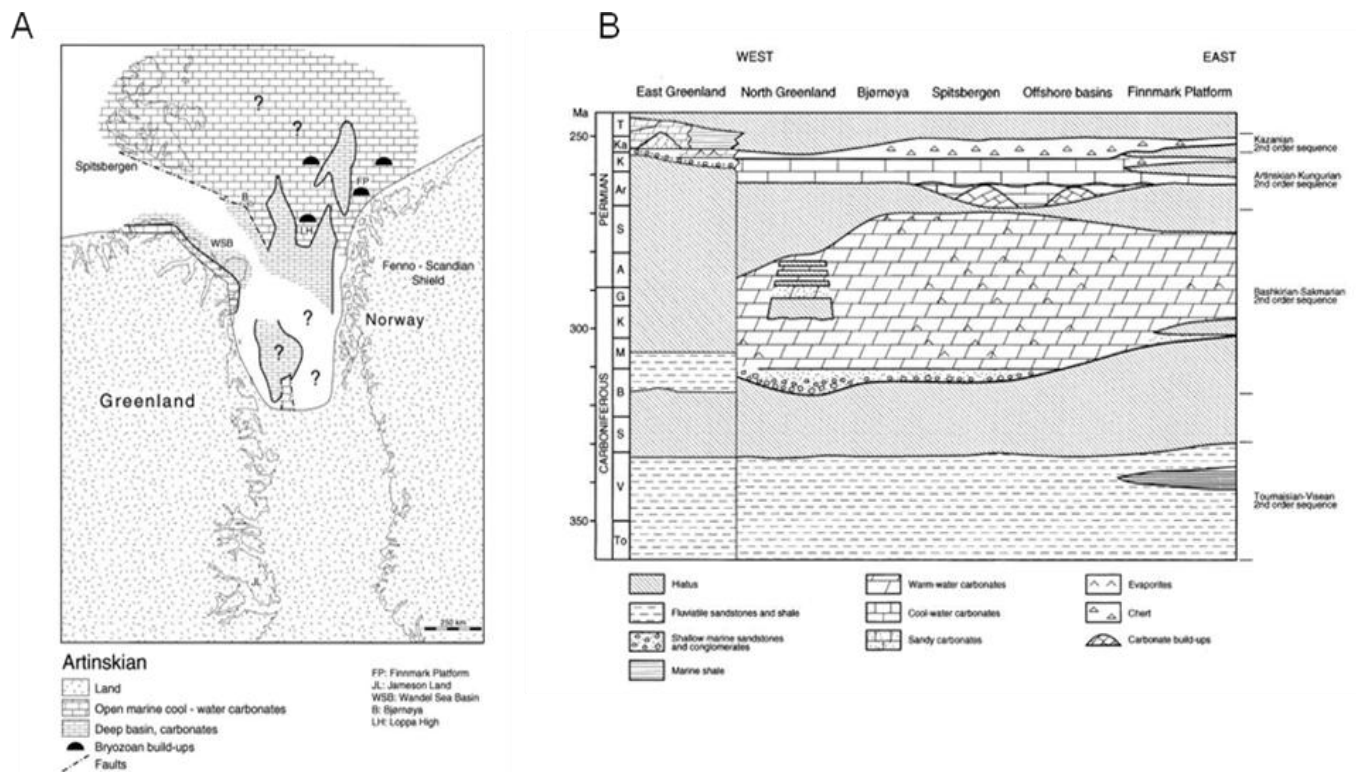 A
Spitsbergen
?
?
FP
B
LH
WSB
Fenno - Scandian
Shield
?
Norway
?
?
Greenland
JL
250 km
Artinskian
Land
Open marine cool - water carbonates
Deep basin, carbonates
Bryozoan build-ups
Faults
FP: Finnmark Platform
JL: Jameson Land
WSB: Wandel Sea Basin
B: Bjørnøya
LH: Loppa High
B
WEST EAST
East Greenland North Greenland Bjørnøya Spitsbergen Offshore basins Finnmark Platform
Ma
250
300
350
PERMIAN
CARBONIFEROUS
T
Ka
K
Ar
S
A
G
K
M
B
S
V
To
Kazanian
2nd order sequence
Artinskian-Kungurian
2nd order sequence
Bashkirian-Sakmarian
2nd order sequence
Tournaisian-Visean
2nd order sequence
Hiatus
Fluviatile sandstones and shale
Shallow marine sandstones
and conglomerates
Marine shale
Warm-water carbonates
Cool-water carbonates
Sandy carbonates
Evaporites
Chert
Carbonate build-ups